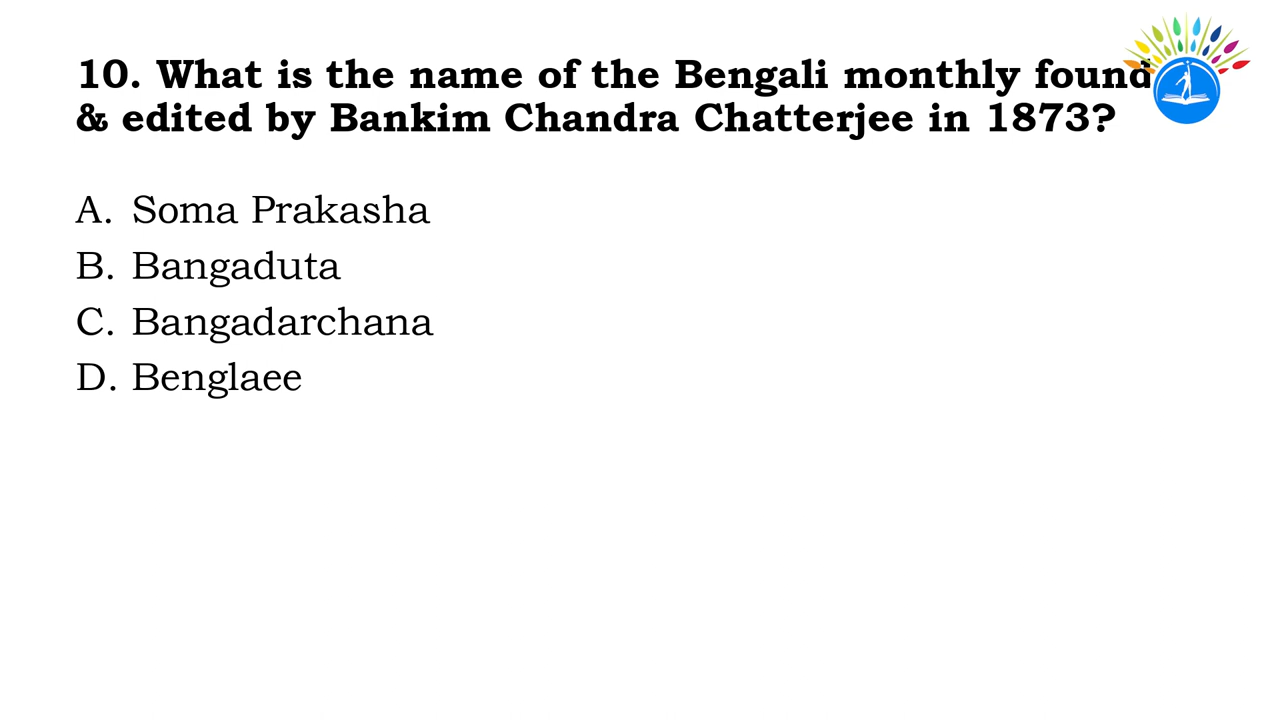 10. What is the name of the Bengali monthly found
& edited by Bankim Chandra Chatterjee in 1873?
A. Soma Prakasha
B. Bangaduta
C. Bangadarchana
D. Benglaee